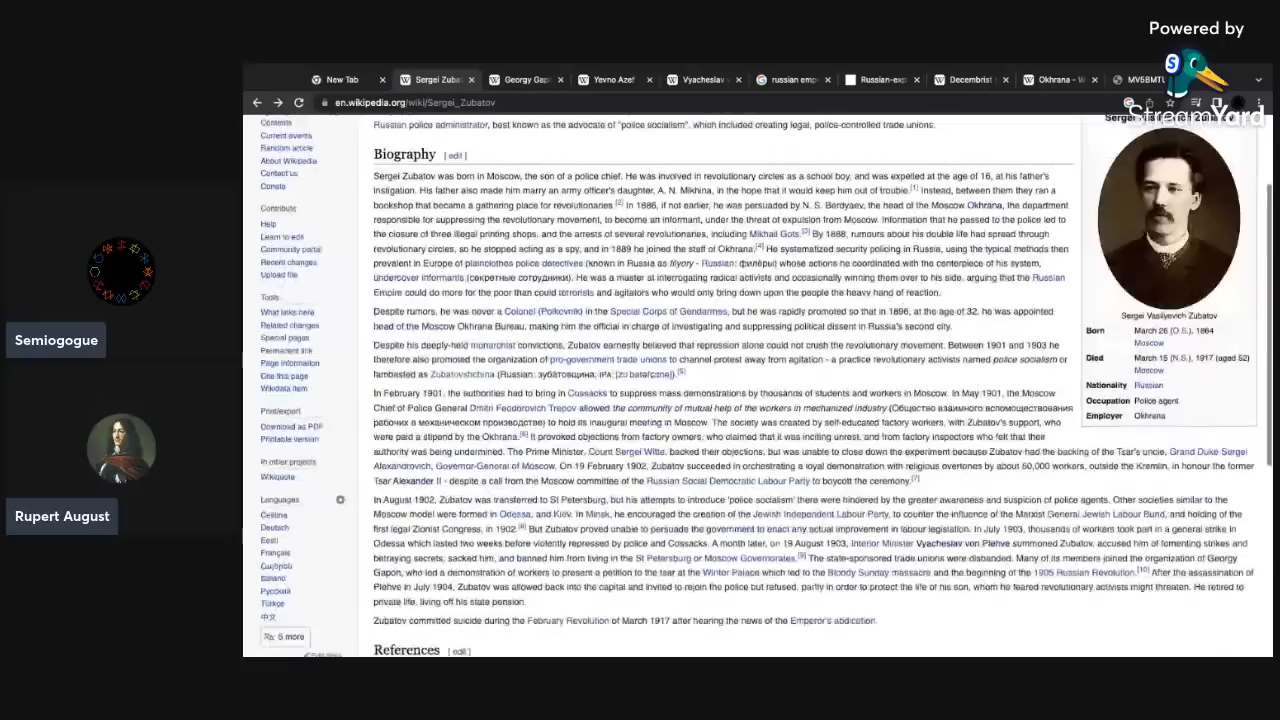 Powered by
StreamYard
New Tab
Sergei Zubat
Georgy Gap
Yevno Azef
Vyacheslav
russian emp
Russian-exp
Decembrist
Okhrana - W
MV5BMTU
en.wikipedia.org/wiki/Sergei_Zubatov
Contents
Current events
Random article
About Wikipedia
Contact us
Donate
Contribute
Help
Learn to edit
Community portal
Recent changes
Upload file
Tools
What links here
Related changes
Special pages
Permanent link
Page information
Cite this page
Wikidata item
Print/export
Download as PDF
Printable version
In other projects
Wikiquote
Languages
Čeština
Deutsch
Eesti
Français
Հայերեն
Русский
Türkçe
中文
5 more
Russian police administrator, best known as the advocate of "police socialism", which included creating legal, police-controlled trade unions.
Biography [ edit ]
Sergei Zubatov was born in Moscow, the son of a police chief. He was involved in revolutionary circles as a school boy, and was expelled at the age of 16, at his father's
instigation. His father also made him marry an army officer's daughter, A. N. Mikhina, in the hope that it would keep him out of trouble.[1] Instead, between them they ran a
bookshop that became a gathering place for revolutionaries.[2] In 1886, if not earlier, he was persuaded by N. S. Berdyaev, the head of the Moscow Okhrana, the department
responsible for suppressing the revolutionary movement, to become an informant, under the threat of expulsion from Moscow. Information that he passed to the police led to
the closure of three illegal printing shops, and the arrests of several revolutionaries, including Mikhail Gots.[3] By 1888, rumours about his double life had spread through
revolutionary circles, so he stopped acting as a spy, and in 1889 he joined the staff of Okhrana.[4] He systematized security policing in Russia, using the typical methods then
prevalent in Europe of plainclothes police detectives (known in Russia as filyory - Russian: филёры) whose actions he coordinated with the centerpiece of his system,
undercover informants (секретные сотрудники). He was a master at interrogating radical activists and occasionally winning them over to his side, arguing that the Russian
Empire could do more for the poor than could terrorists and agitators who would only bring down upon the people the heavy hand of reaction.
Despite rumors, he was never a Colonel (Polkovnik) in the Special Corps of Gendarmes, but he was rapidly promoted so that in 1896, at the age of 32, he was appointed
head of the Moscow Okhrana Bureau, making him the official in charge of investigating and suppressing political dissent in Russia's second city.
Despite his deeply-held monarchist convictions, Zubatov earnestly believed that repression alone could not crush the revolutionary movement. Between 1901 and 1903 he
therefore also promoted the organization of pro-government trade unions to channel protest away from agitation - a practice revolutionary activists named police socialism or
lambasted as Zubatovshchina (Russian: зубатовщина, IPA:
In February 1901, the authorities had to bring in Cossacks to suppress mass demonstrations by thousands of students and workers in Moscow. In May 1901, the Moscow
Chief of Police General Dmitri Feodorovich Trepov allowed the community of mutual help of the workers in mechanized industry (Общество взаимного вспомоществования
рабочих в механическом производстве) to hold its inaugural meeting in Moscow. The society was created by self-educated factory workers, with Zubatov's support, who
were paid a stipend by the Okhrana.[6] It provoked objections from factory owners, who claimed that it was inciting unrest, and from factory inspectors who felt that their
authority was being undermined. The Prime Minister, Count Sergei Witte, backed their objections, but was unable to close down the experiment because Zubatov had the backing of the Tsar's uncle, Grand Duke Sergei
Alexandrovich, Governor-General of Moscow. On 19 February 1902, Zubatov succeeded in orchestrating a royal demonstration with religious overtones by about 50,000 workers, outside the Kremlin, in honour the former
Tsar Alexander II - despite a call from the Moscow committee of the Russian Social Democratic Labour Party to boycott the ceremony.[7]
In August 1902, Zubatov was transferred to St Petersburg, but his attempts to introduce 'police socialism' there were hindered by the greater awareness and suspicion of police agents. Other societies similar to the
Moscow model were formed in Odessa, and Kiev. In Minsk, he encouraged the creation of the Jewish Independent Labour Party, to counter the influence of the Marxist General Jewish Labour Bund, and holding of the
first legal Zionist Congress, in 1902.[8] But Zubatov proved unable to persuade the government to enact any actual improvement in labour legislation. In July 1903, thousands of workers took part in a general strike in
Odessa which lasted two weeks before violently repressed by police and Cossacks. A month later, on 19 August 1903, Interior Minister Vyacheslav von Plehve summoned Zubatov, accused him of fomenting strikes and
betraying secrets, sacked him, and banned him from living in the St Petersburg or Moscow Governorates.[9] The state-sponsored trade unions were disbanded. Many of its members joined the organization of Georgy
Gapon, who led a demonstration of workers to present a petition to the tsar at the Winter Palace which led to the Bloody Sunday massacre and the beginning of the 1905 Russian Revolution.[10] After the assassination of
Plehve in July 1904, Zubatov was allowed back into the capital and invited to rejoin the police but refused, partly in order to protect the life of his son, whom he feared revolutionary activists might threaten. He retired to
private life, living off his state pension.
Zubatov committed suicide during the February Revolution of March 1917 after hearing the news of the Emperor's abdication.
References [ edit ]
Sergei Vasilyevich Zubatov
Born March 26 (O.S.), 1864
Moscow
Died March 15 (N.S.), 1917 (aged 52)
Moscow
Nationality Russian
Occupation Police agent
Employer Okhrana
Semiogogue
Rupert August